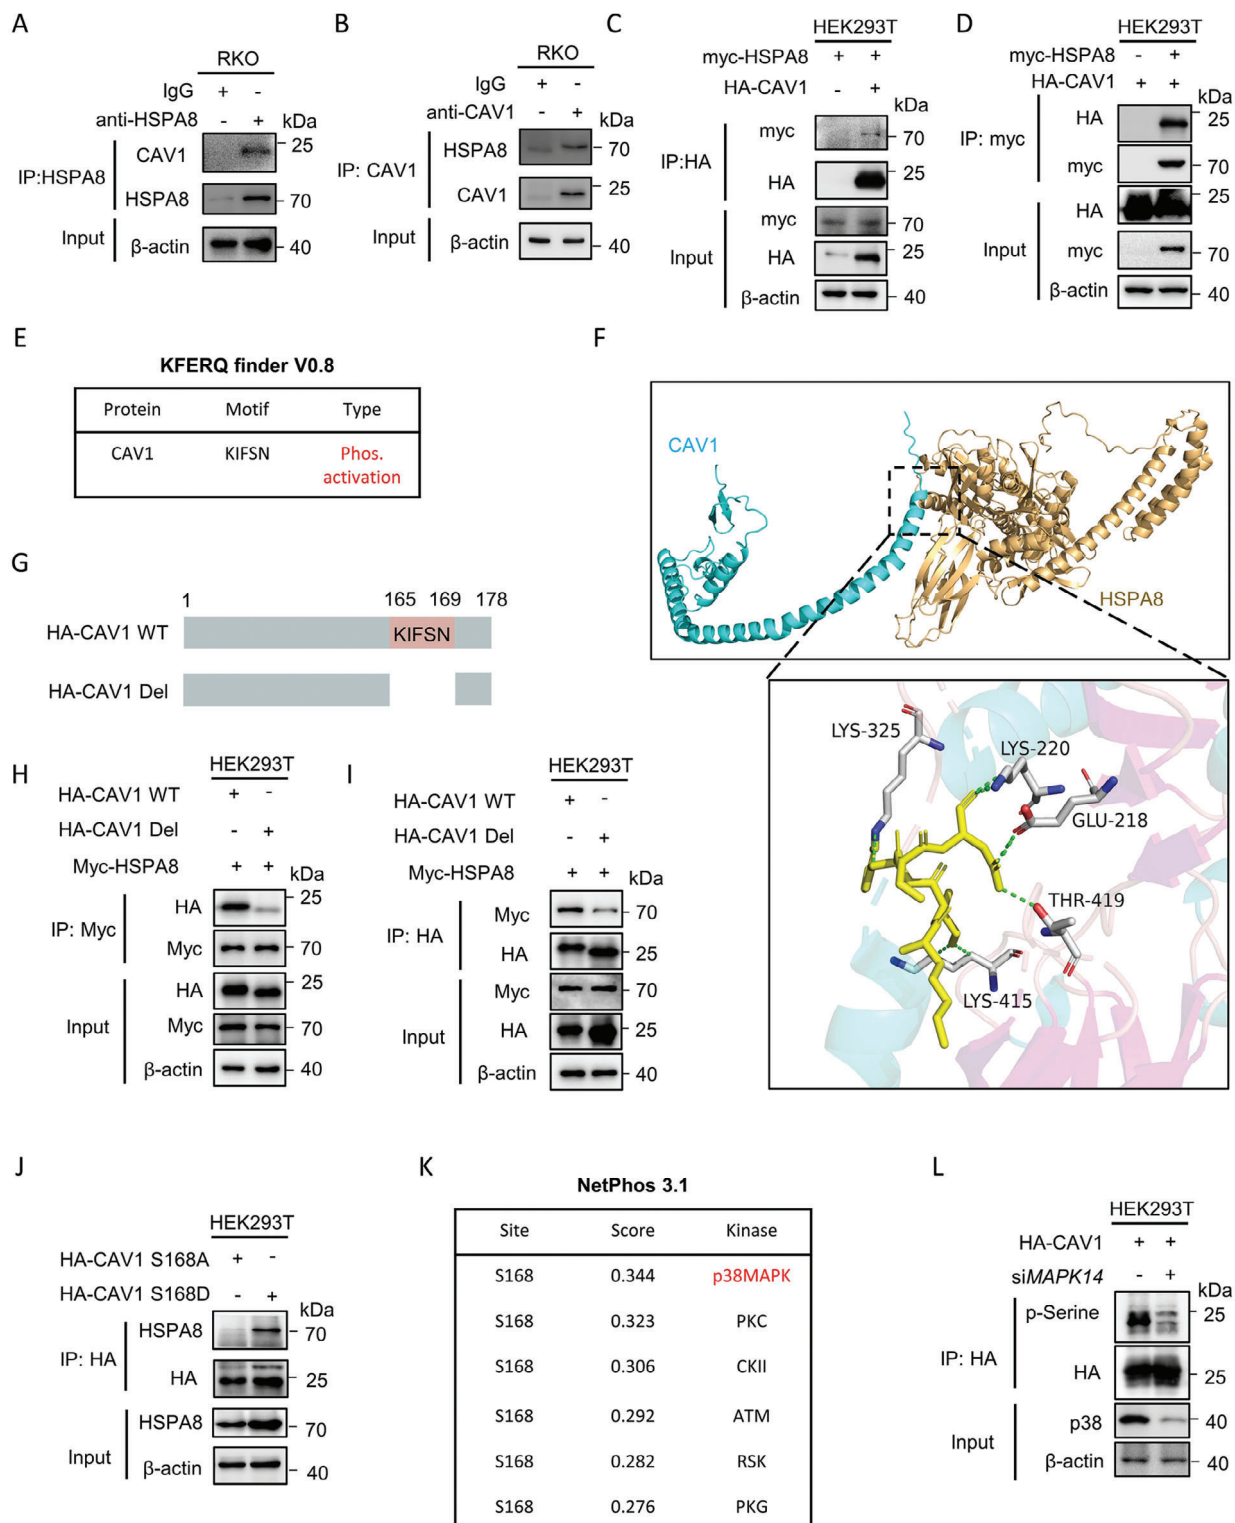 A
RKO
IgG + -
anti-HSPA8 - + kDa
IP:HSPA8
CAV1 25
HSPA8 70
Input β-actin 40
B
RKO
IgG + -
anti-CAV1 - + kDa
IP: CAV1
HSPA8 70
CAV1 25
Input β-actin 40
C
HEK293T
myc-HSPA8 + +
HA-CAV1 - + kDa
IP:HA
myc 70
HA 25
Input
myc 70
HA 25
β-actin 40
D
HEK293T
myc-HSPA8 - +
HA-CAV1 + + kDa
IP: myc
HA 25
myc 70
Input
HA 25
myc 70
β-actin 40
E
KFERQ finder V0.8
Protein Motif Type
CAV1 KIFSN Phos.
activation
F
CAV1
HSPA8
LYS-325
LYS-220
GLU-218
THR-419
LYS-415
G
1 165 169 178
HA-CAV1 WT KIFSN
HA-CAV1 Del
H
HEK293T
HA-CAV1 WT + -
HA-CAV1 Del - +
Myc-HSPA8 + + kDa
IP: Myc
HA 25
Myc 70
Input
HA 25
Myc 70
β-actin 40
I
HEK293T
HA-CAV1 WT + -
HA-CAV1 Del - +
Myc-HSPA8 + + kDa
IP: HA
Myc 70
HA 25
Input
Myc 70
HA 25
β-actin 40
J
HEK293T
HA-CAV1 S168A + -
HA-CAV1 S168D - + kDa
IP: HA
HSPA8 70
HA 25
Input
HSPA8 70
β-actin 40
K
NetPhos 3.1
Site Score Kinase
S168 0.344 p38MAPK
S168 0.323 PKC
S168 0.306 CKII
S168 0.292 ATM
S168 0.282 RSK
S168 0.276 PKG
L
HEK293T
HA-CAV1 + +
siMAPK14 - + kDa
IP: HA
p-Serine 25
HA 25
Input
p38 40
β-actin 40